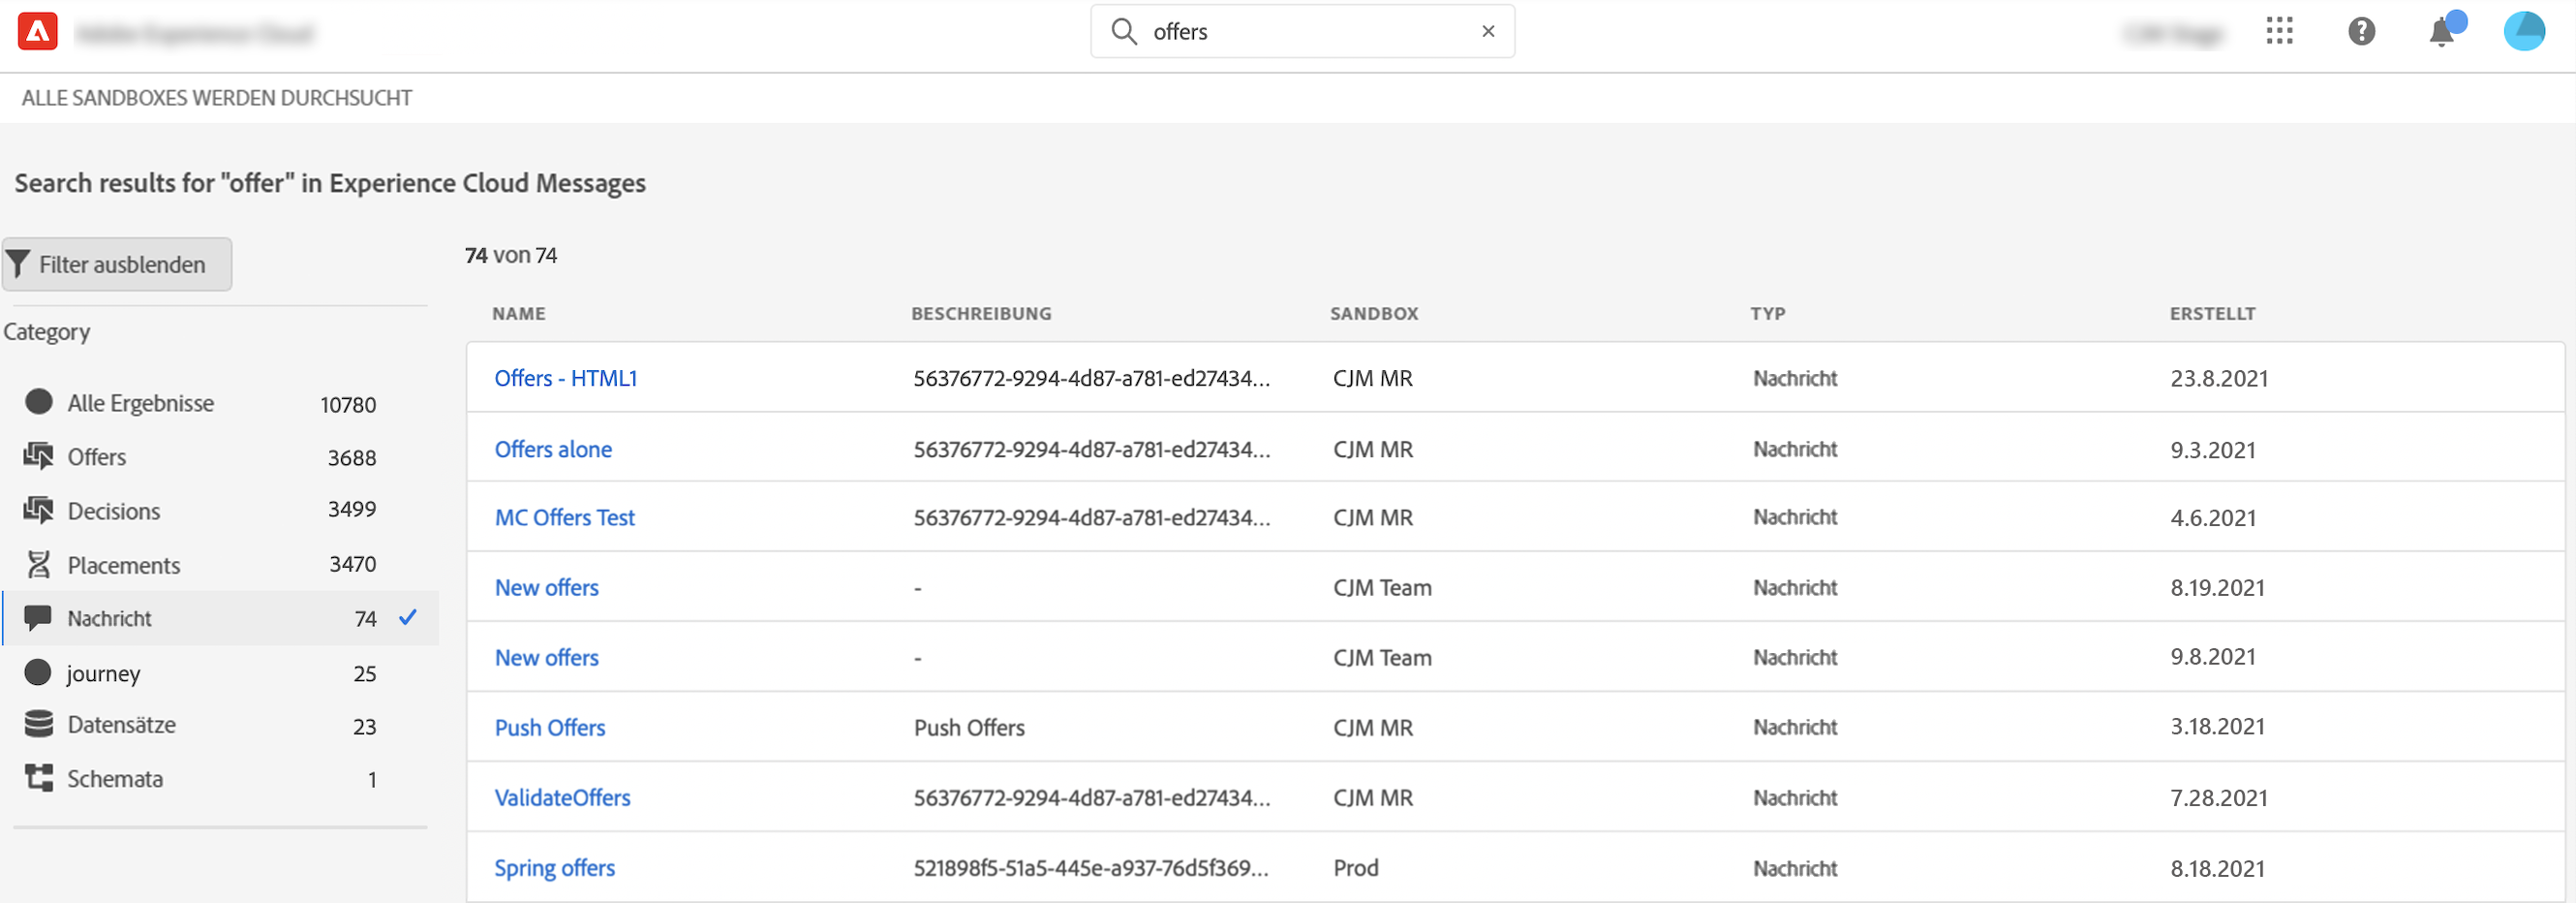 offers
ALLE SANDBOXES WERDEN DURCHSUCHT
Search results for "offer" in Experience Cloud Messages
Filter ausblenden
74 von 74
Category
Alle Ergebnisse 10780
Offers 3688
Decisions 3499
Placements 3470
Nachricht 74
journey 25
Datensätze 23
Schemata 1
NAME BESCHREIBUNG SANDBOX TYP ERSTELLT
Offers - HTML1 56376772-9294-4d87-a781-ed27434... CJM MR Nachricht 23.8.2021
Offers alone 56376772-9294-4d87-a781-ed27434... CJM MR Nachricht 9.3.2021
MC Offers Test 56376772-9294-4d87-a781-ed27434... CJM MR Nachricht 4.6.2021
New offers - CJM Team Nachricht 8.19.2021
New offers - CJM Team Nachricht 9.8.2021
Push Offers Push Offers CJM MR Nachricht 3.18.2021
ValidateOffers 56376772-9294-4d87-a781-ed27434... CJM MR Nachricht 7.28.2021
Spring offers 521898f5-51a5-445e-a937-76d5f369... Prod Nachricht 8.18.2021